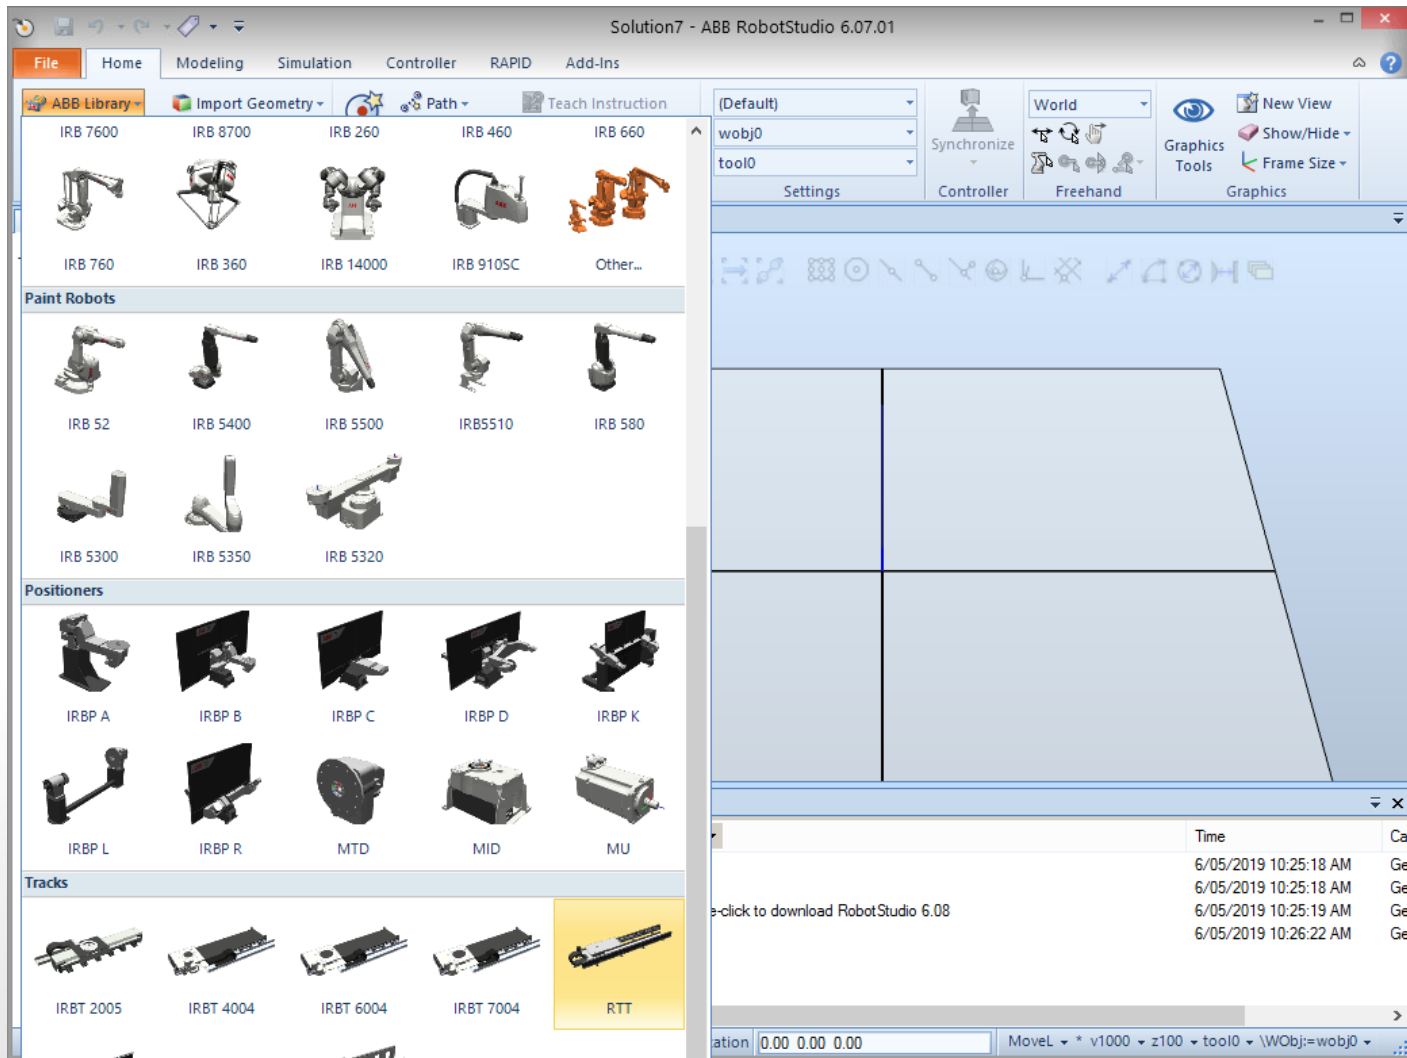 Solution7 - ABB RobotStudio 6.07.01
File Home Modeling Simulation Controller RAPID Add-Ins
ABB Library Import Geometry Path Teach Instruction
(Default)
wobj0
tool0
Settings
Synchronize
Controller
World
Freehand
Graphics Tools
New View
Show/Hide
Frame Size
Graphics
IRB 7600 IRB 8700 IRB 260 IRB 460 IRB 660
IRB 760 IRB 360 IRB 14000 IRB 910SC Other...
Paint Robots
IRB 52 IRB 5400 IRB 5500 IRB5510 IRB 580
IRB 5300 IRB 5350 IRB 5320
Positioners
IRBP A IRBP B IRBP C IRBP D IRBP K
IRBP L IRBP R MTD MID MU
Tracks
IRBT 2005 IRBT 4004 IRBT 6004 IRBT 7004 RTT
Time Ca
6/05/2019 10:25:18 AM Ge
6/05/2019 10:25:18 AM Ge
e-click to download RobotStudio 6.08 6/05/2019 10:25:19 AM Ge
6/05/2019 10:26:22 AM Ge
tation 0.00 0.00 0.00 MoveL * v1000 z100 tool0 \WObj:=wobj0